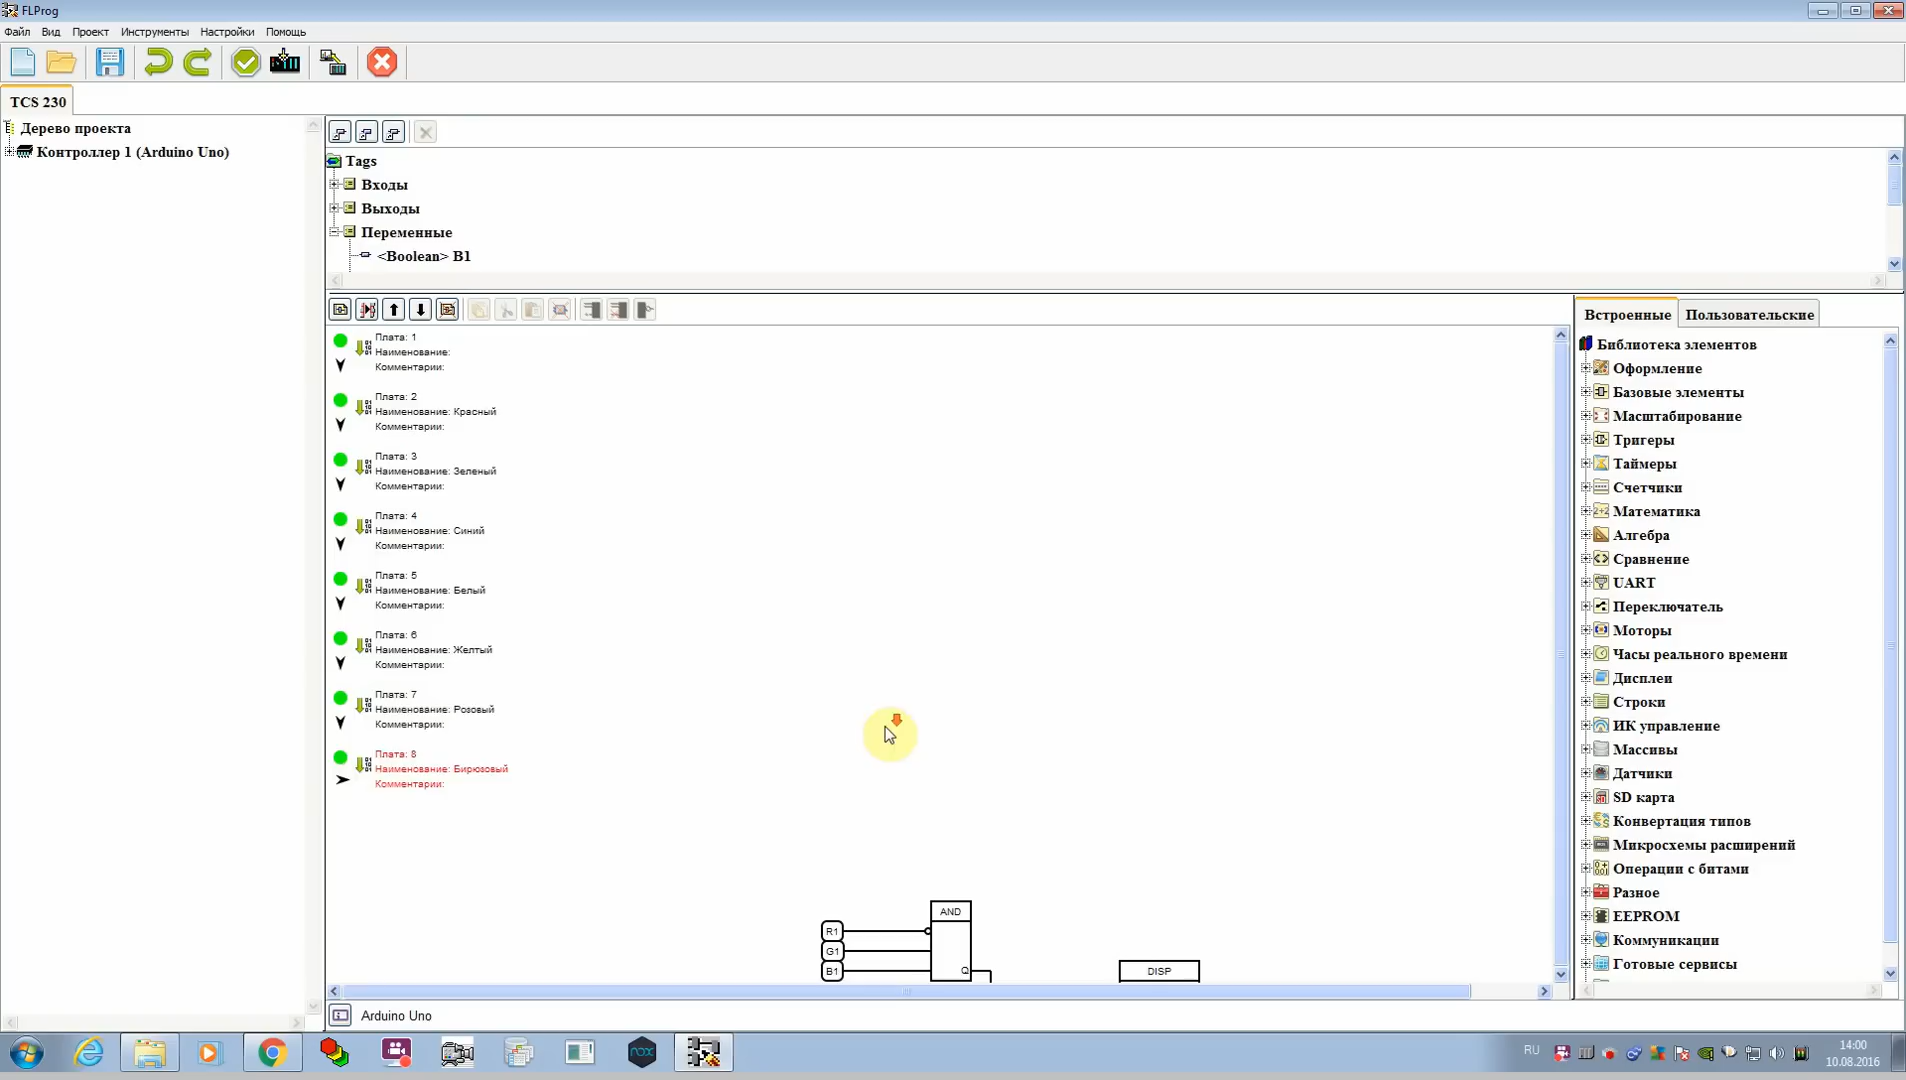 FLProg
Файл Вид Проект Инструменты Настройки Помощь
TCS 230
Дерево проекта
Контроллер 1 (Arduino Uno)
Tags
Входы
Выходы
Переменные
<Boolean> B1
Плата: 1
Наименование:
Комментарии:
Плата: 2
Наименование: Красный
Комментарии:
Плата: 3
Наименование: Зеленый
Комментарии:
Плата: 4
Наименование: Синий
Комментарии:
Плата: 5
Наименование: Белый
Комментарии:
Плата: 6
Наименование: Желтый
Комментарии:
Плата: 7
Наименование: Розовый
Комментарии:
Плата: 8
Наименование: Бирюзовый
Комментарии:
AND
R1
G1
B1
Q
DISP
Встроенные Пользовательские
Библиотека элементов
Оформление
Базовые элементы
Масштабирование
Тригеры
Таймеры
Счетчики
Математика
Алгебра
Сравнение
UART
Переключатель
Моторы
Часы реального времени
Дисплеи
Строки
ИК управление
Массивы
Датчики
SD карта
Конвертация типов
Микросхемы расширений
Операции с битами
Разное
EEPROM
Коммуникации
Готовые сервисы
Arduino Uno
nox
RU
14:00
10.08.2016